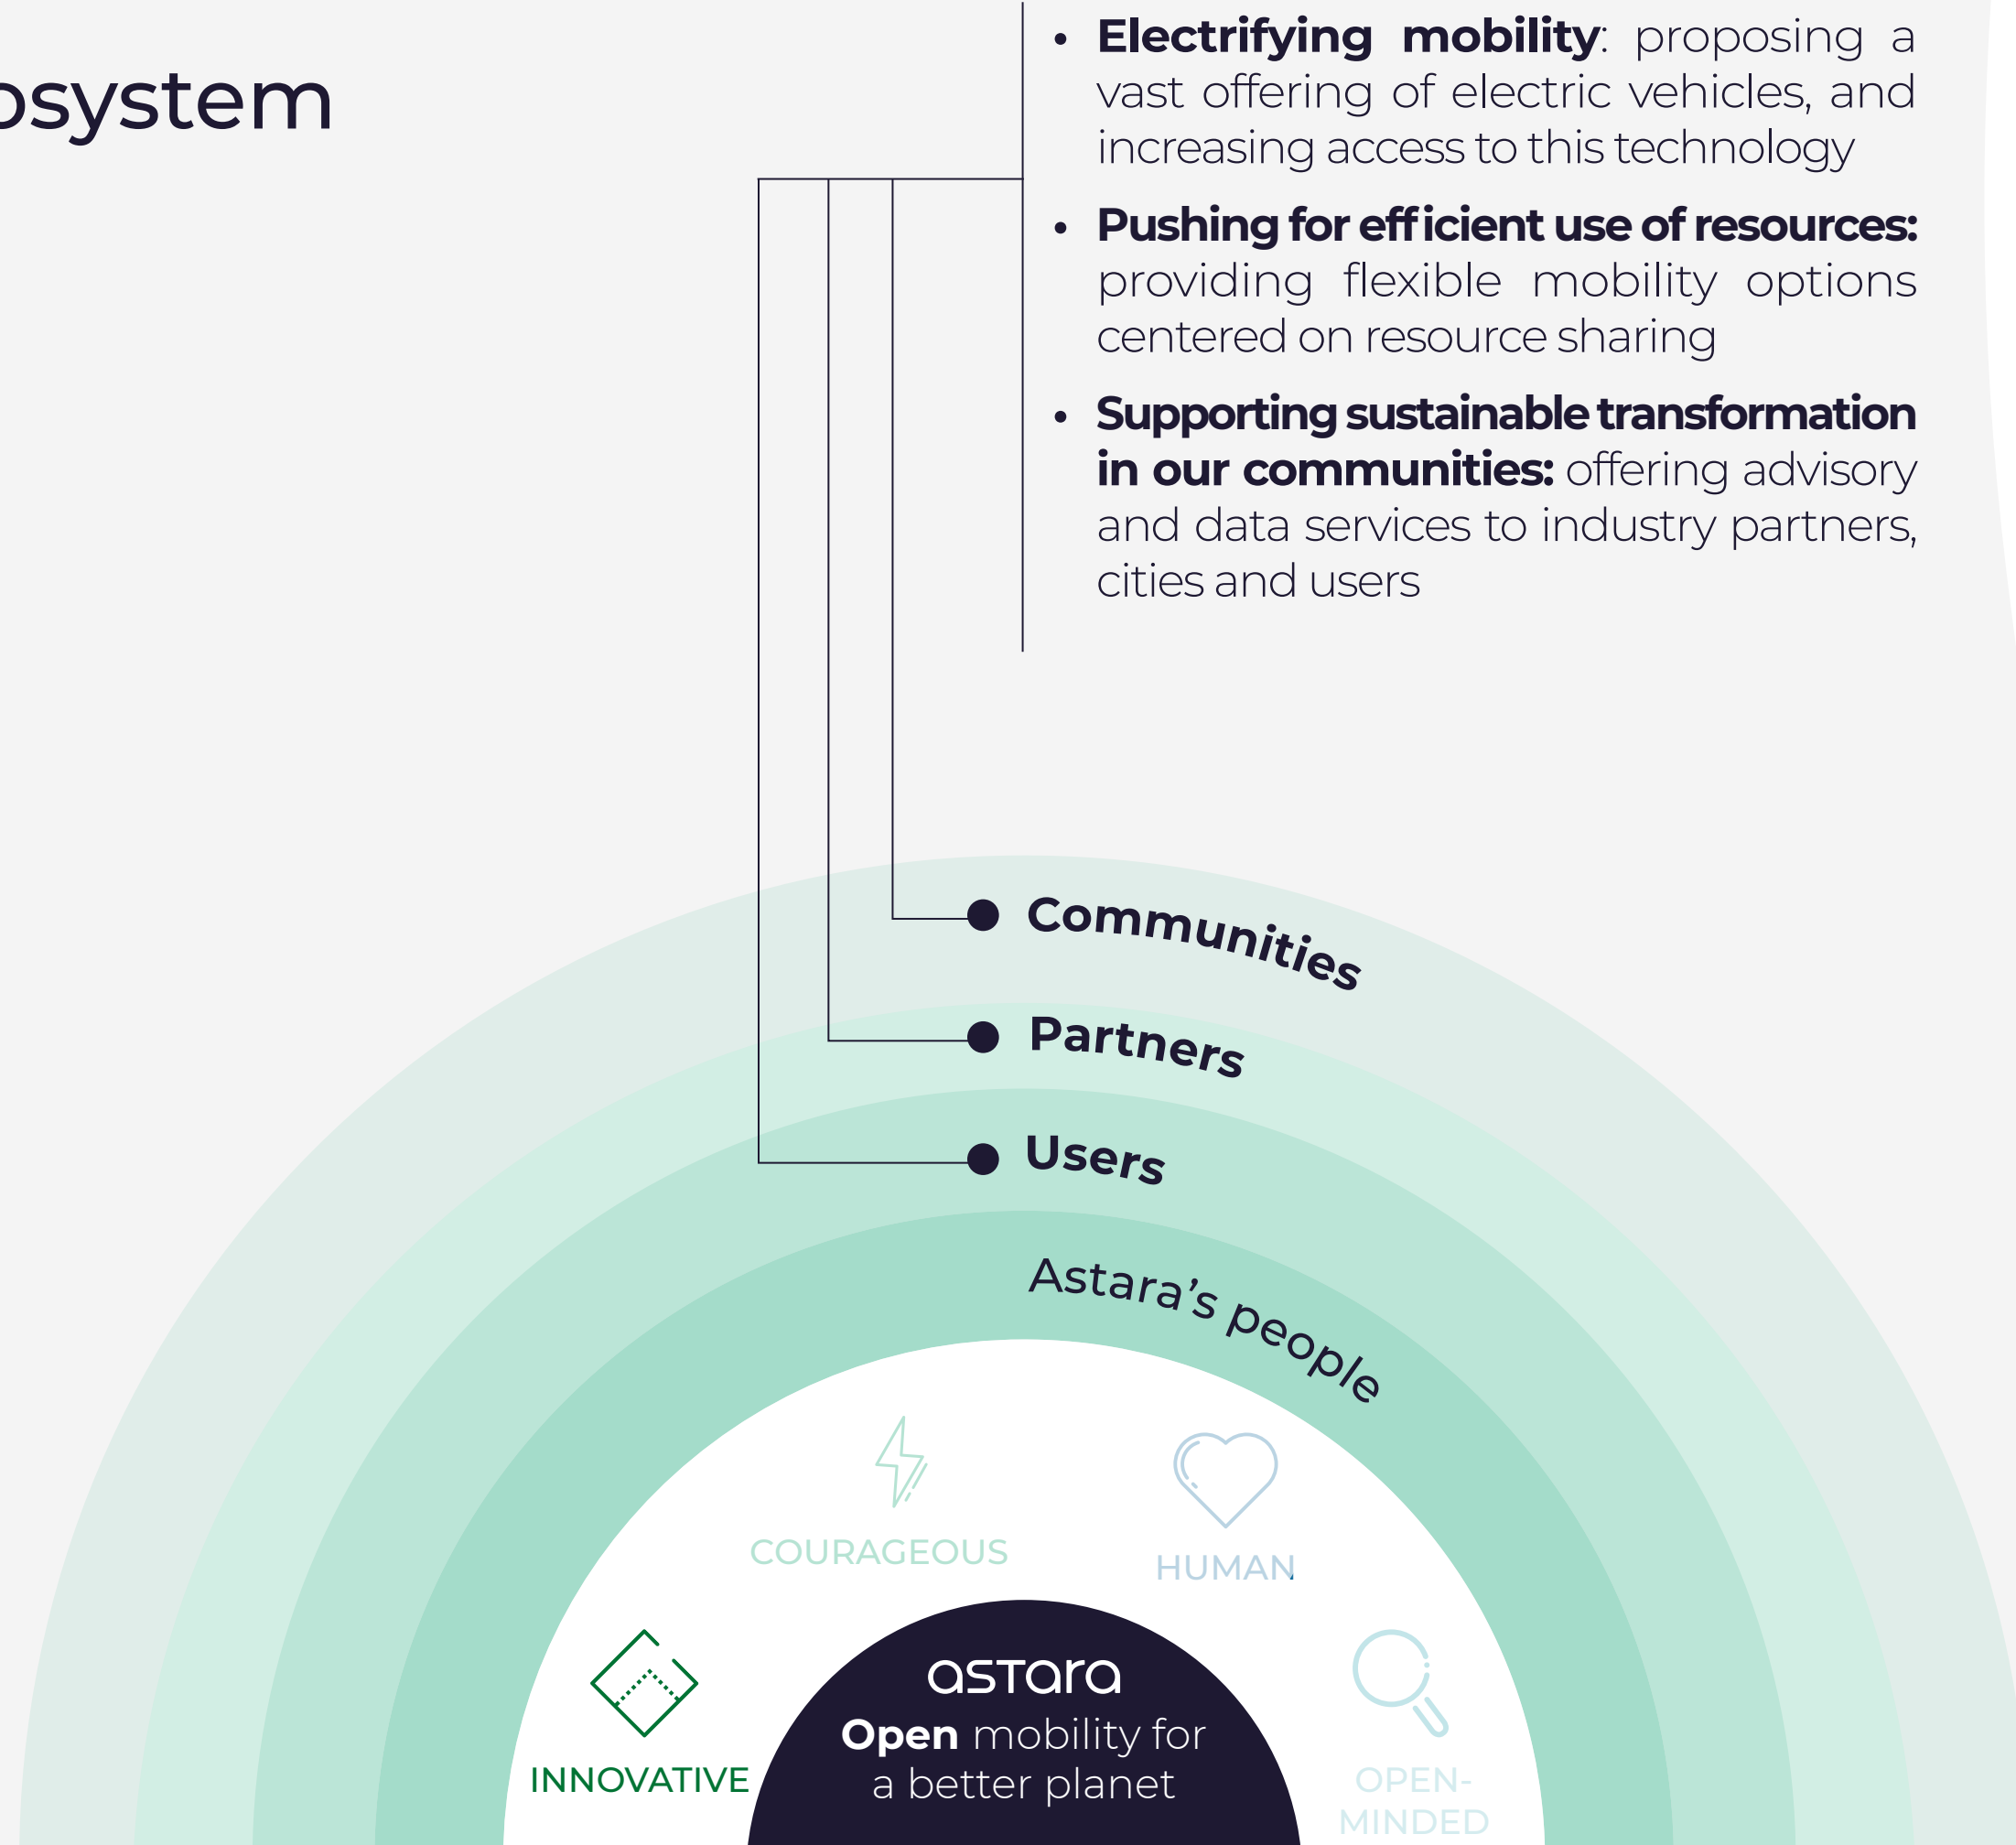 osystem
• Electrifying mobility: proposing a
vast offering of electric vehicles, and
increasing access to this technology
• Pushing for efficient use of resources:
providing flexible mobility options
centered on resource sharing
• Supporting sustainable transformation
in our communities: offering advisory
and data services to industry partners,
cities and users
Communities
Partners
Users
Astara's people
COURAGEOUS
HUMAN
INNOVATIVE
astara
Open mobility for
a better planet
OPEN-
MINDED